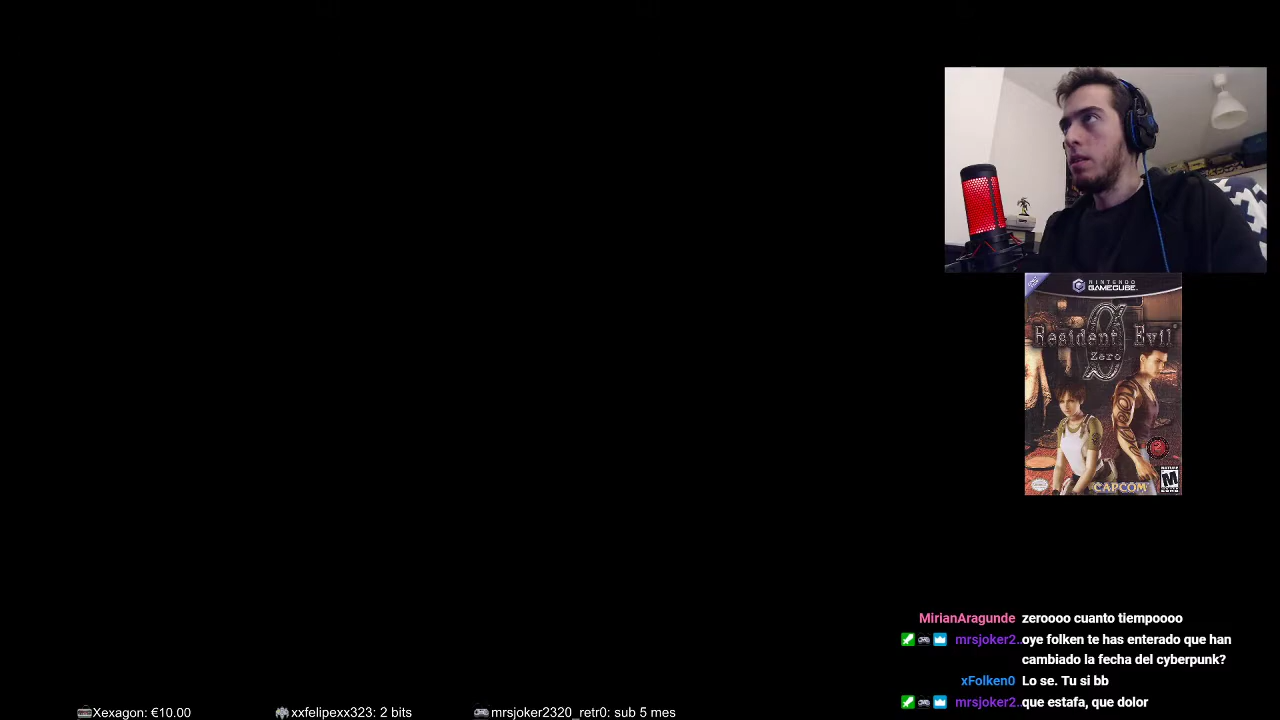 NINTENDO
GAMECUBE
Resident Evil
Zero
CAPCOM
MATURE
M
MirianAragunde zeroooo cuanto tiempoooo
mrsjoker2.. oye folken te has enterado que han
cambiado la fecha del cyberpunk?
xFolken0 Lo se. Tu si bb
mrsjoker2.. que estafa, que dolor
Xexagon: €10.00 xxfelipexx323: 2 bits mrsjoker2320_retr0: sub 5 mes